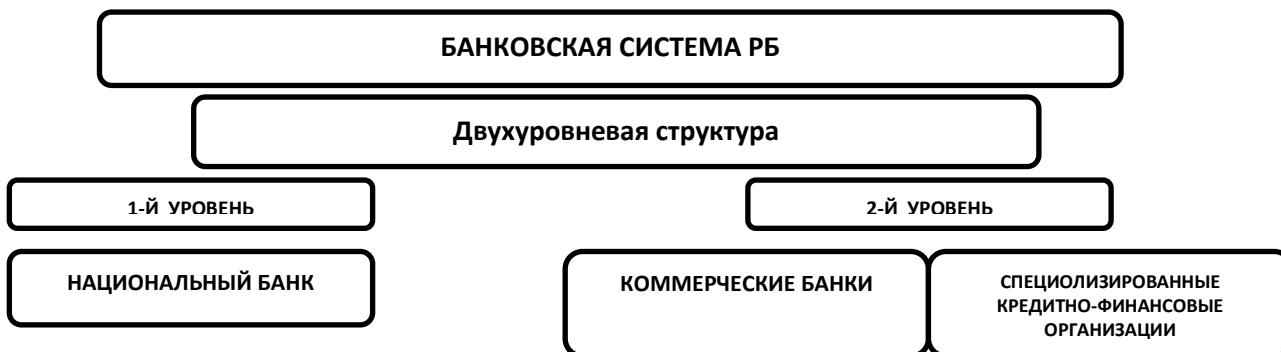 БАНКОВСКАЯ СИСТЕМА РБ
Двухуровневая структура
1-Й УРОВЕНЬ
2-Й УРОВЕНЬ
НАЦИОНАЛЬНЫЙ БАНК
КОММЕРЧЕСКИЕ БАНКИ
СПЕЦИОЛИЗИРОВАННЫЕ
КРЕДИТНО-ФИНАНСОВЫЕ
ОРГАНИЗАЦИИ